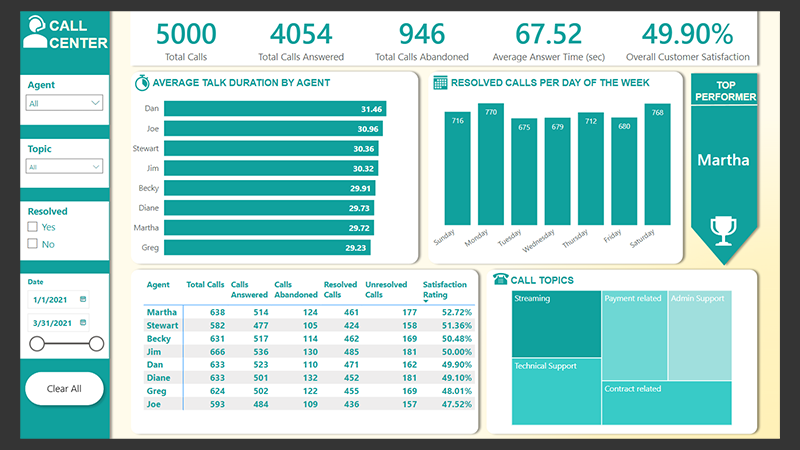 CALL
CENTER
5000
Total Calls
4054
Total Calls Answered
946
Total Calls Abandoned
67.52
Average Answer Time (sec)
49.90%
Overall Customer Satisfaction
Agent
All
Topic
All
Resolved
Yes
No
Date
1/1/2021
3/31/2021
Clear All
AVERAGE TALK DURATION BY AGENT
Dan 31.46
Joe 30.96
Stewart 30.36
Jim 30.32
Becky 29.91
Diane 29.73
Martha 29.72
Greg 29.23
RESOLVED CALLS PER DAY OF THE WEEK
716 770 675 679 712 680 768
Sunday Monday Tuesday Wednesday Thursday Friday Saturday
TOP
PERFORMER
Martha
Agent Total Calls Calls Calls Resolved Unresolved Satisfaction
Answered Abandoned Calls Calls Rating
Martha 638 514 124 461 177 52.72%
Stewart 582 477 105 424 158 51.36%
Becky 631 517 114 462 169 50.48%
Jim 666 536 130 485 181 50.00%
Dan 633 523 110 471 162 49.90%
Diane 633 501 132 452 181 49.10%
Greg 624 502 122 455 169 48.01%
Joe 593 484 109 436 157 47.52%
CALL TOPICS
Streaming
Payment related
Admin Support
Technical Support
Contract related